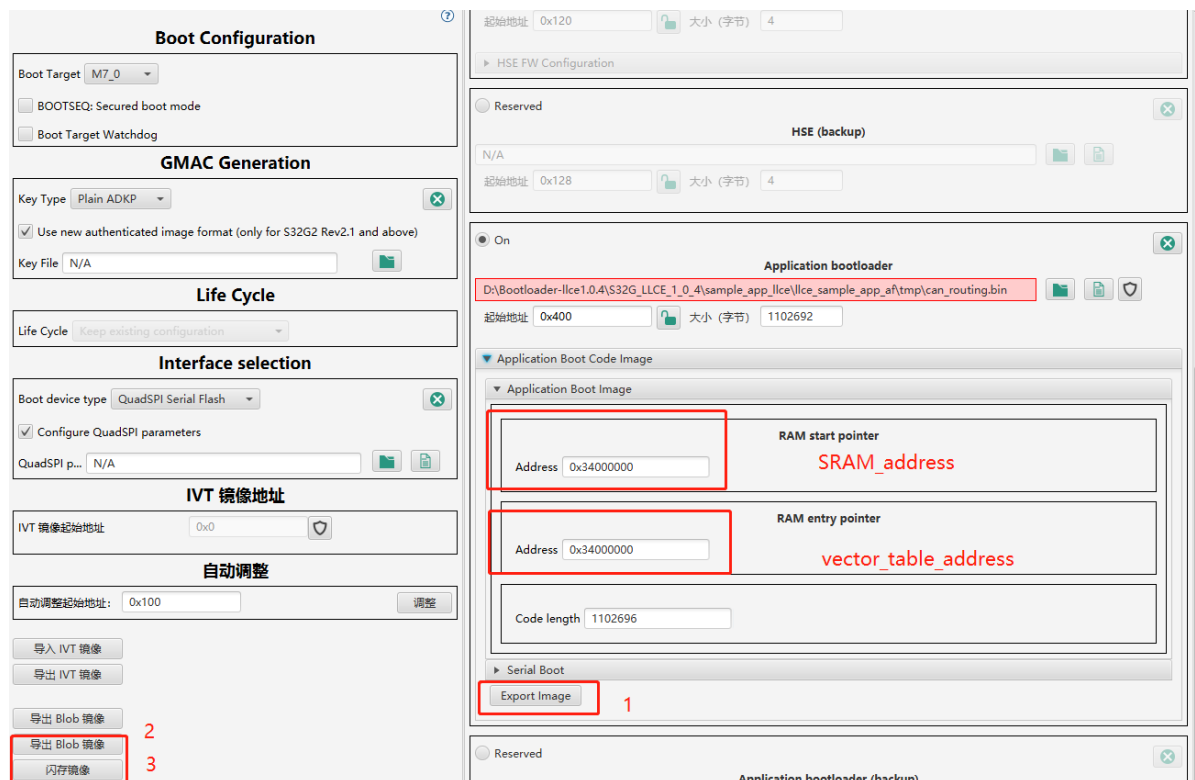 Boot Configuration
Boot Target M7_0
BOOTSEQ: Secured boot mode
Boot Target Watchdog
GMAC Generation
Key Type Plain ADKP
Use new authenticated image format (only for S32G2 Rev2.1 and above)
Key File N/A
Life Cycle
Life Cycle Keep existing configuration
Interface selection
Boot device type QuadSPI Serial Flash
Configure QuadSPI parameters
QuadSPI p... N/A
IVT 镜像地址
IVT 镜像起始地址 0x0
自动调整
自动调整起始地址: 0x100 调整
导入 IVT 镜像
导出 IVT 镜像
导出 Blob 镜像
2
导出 Blob 镜像
闪存镜像 3
起始地址 0x120 大小 (字节) 4
HSE FW Configuration
Reserved
HSE (backup)
N/A
起始地址 0x128 大小 (字节) 4
On
Application bootloader
D:\Bootloader-llce1.0.4\S32G_LLCE_1_0_4\sample_app_llce\llce_sample_app_af\tmp\can_routing.bin
起始地址 0x400 大小 (字节) 1102692
Application Boot Code Image
Application Boot Image
RAM start pointer
Address 0x34000000 SRAM_address
RAM entry pointer
Address 0x34000000 vector_table_address
Code length 1102696
Serial Boot
Export Image 1
Reserved
Application bootloader (backup)